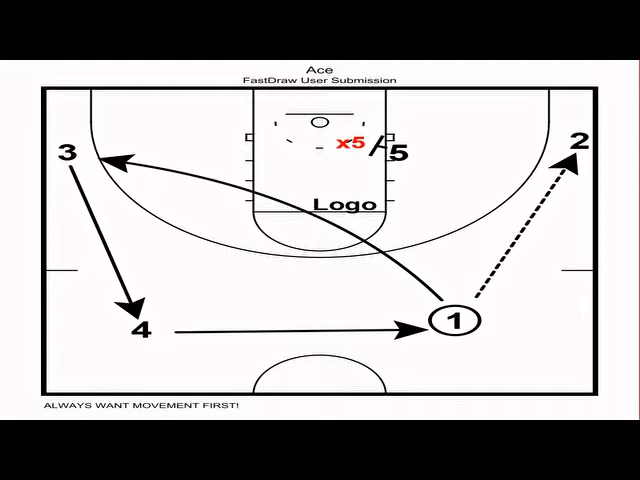 Ace
FastDraw User Submission
3
x5
5
2
Logo
4
1
ALWAYS WANT MOVEMENT FIRST!